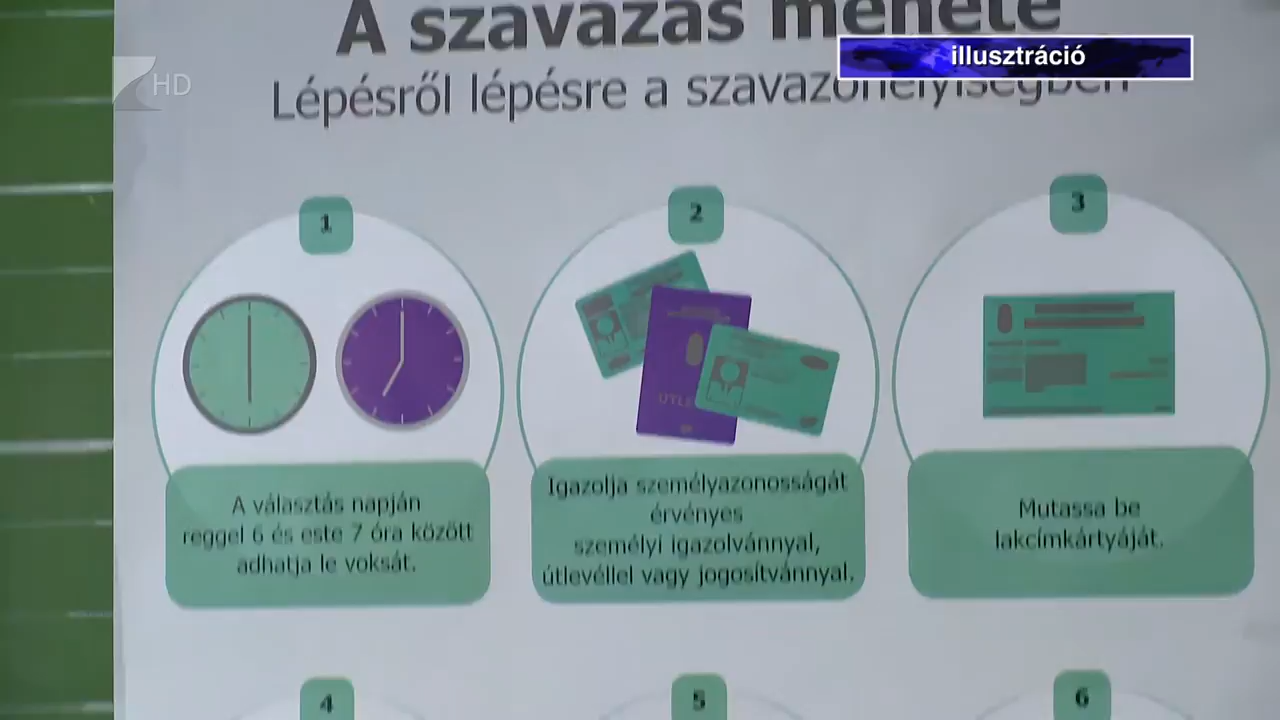 A szavazás menete
illusztráció
HD
Lépésről lépésre a szavazóhelyiségben
1
2
3
A választás napján
reggel 6 és este 7 óra között
adhatja le voksát.
Igazolja személyazonosságát
érvényes
személyi igazolvánnyal,
útlevéllel vagy jogosítvánnyal.
Mutassa be
lakcímkártyáját.
4
5
6